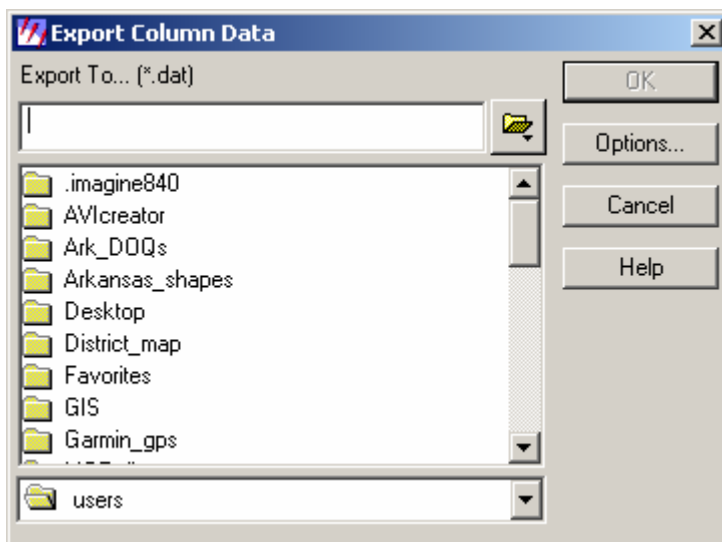 Export Column Data
Export To... (*.dat)
OK
Options...
Cancel
Help
.imagine840
AVIcreator
Ark_DOQs
Arkansas_shapes
Desktop
District_map
Favorites
GIS
Garmin_gps
users